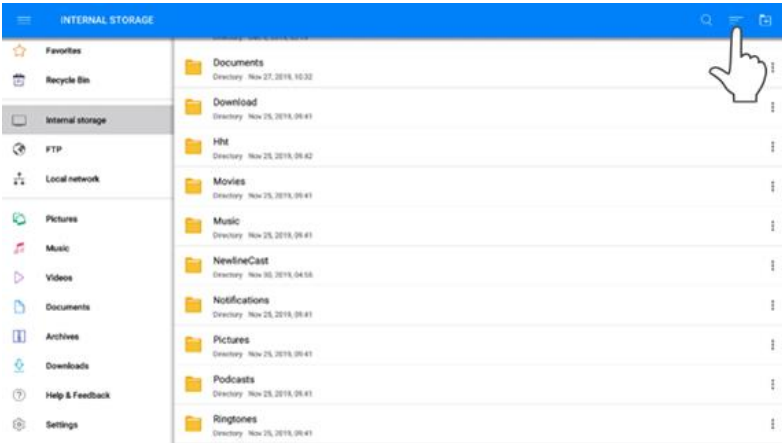 INTERNAL STORAGE
Favorites
Recycle Bin
Internal storage
FTP
Local network
Pictures
Music
Videos
Documents
Archives
Downloads
Help & Feedback
Settings
Documents
Directory Nov 27, 2019, 10:32
Download
Directory Nov 25, 2019, 09:41
Hht
Directory Nov 25, 2019, 09:42
Movies
Directory Nov 25, 2019, 09:41
Music
Directory Nov 25, 2019, 09:41
NewlineCast
Directory Nov 30, 2019, 04:58
Notifications
Directory Nov 25, 2019, 09:41
Pictures
Directory Nov 25, 2019, 09:41
Podcasts
Directory Nov 25, 2019, 09:41
Ringtones
Directory Nov 25, 2019, 09:41